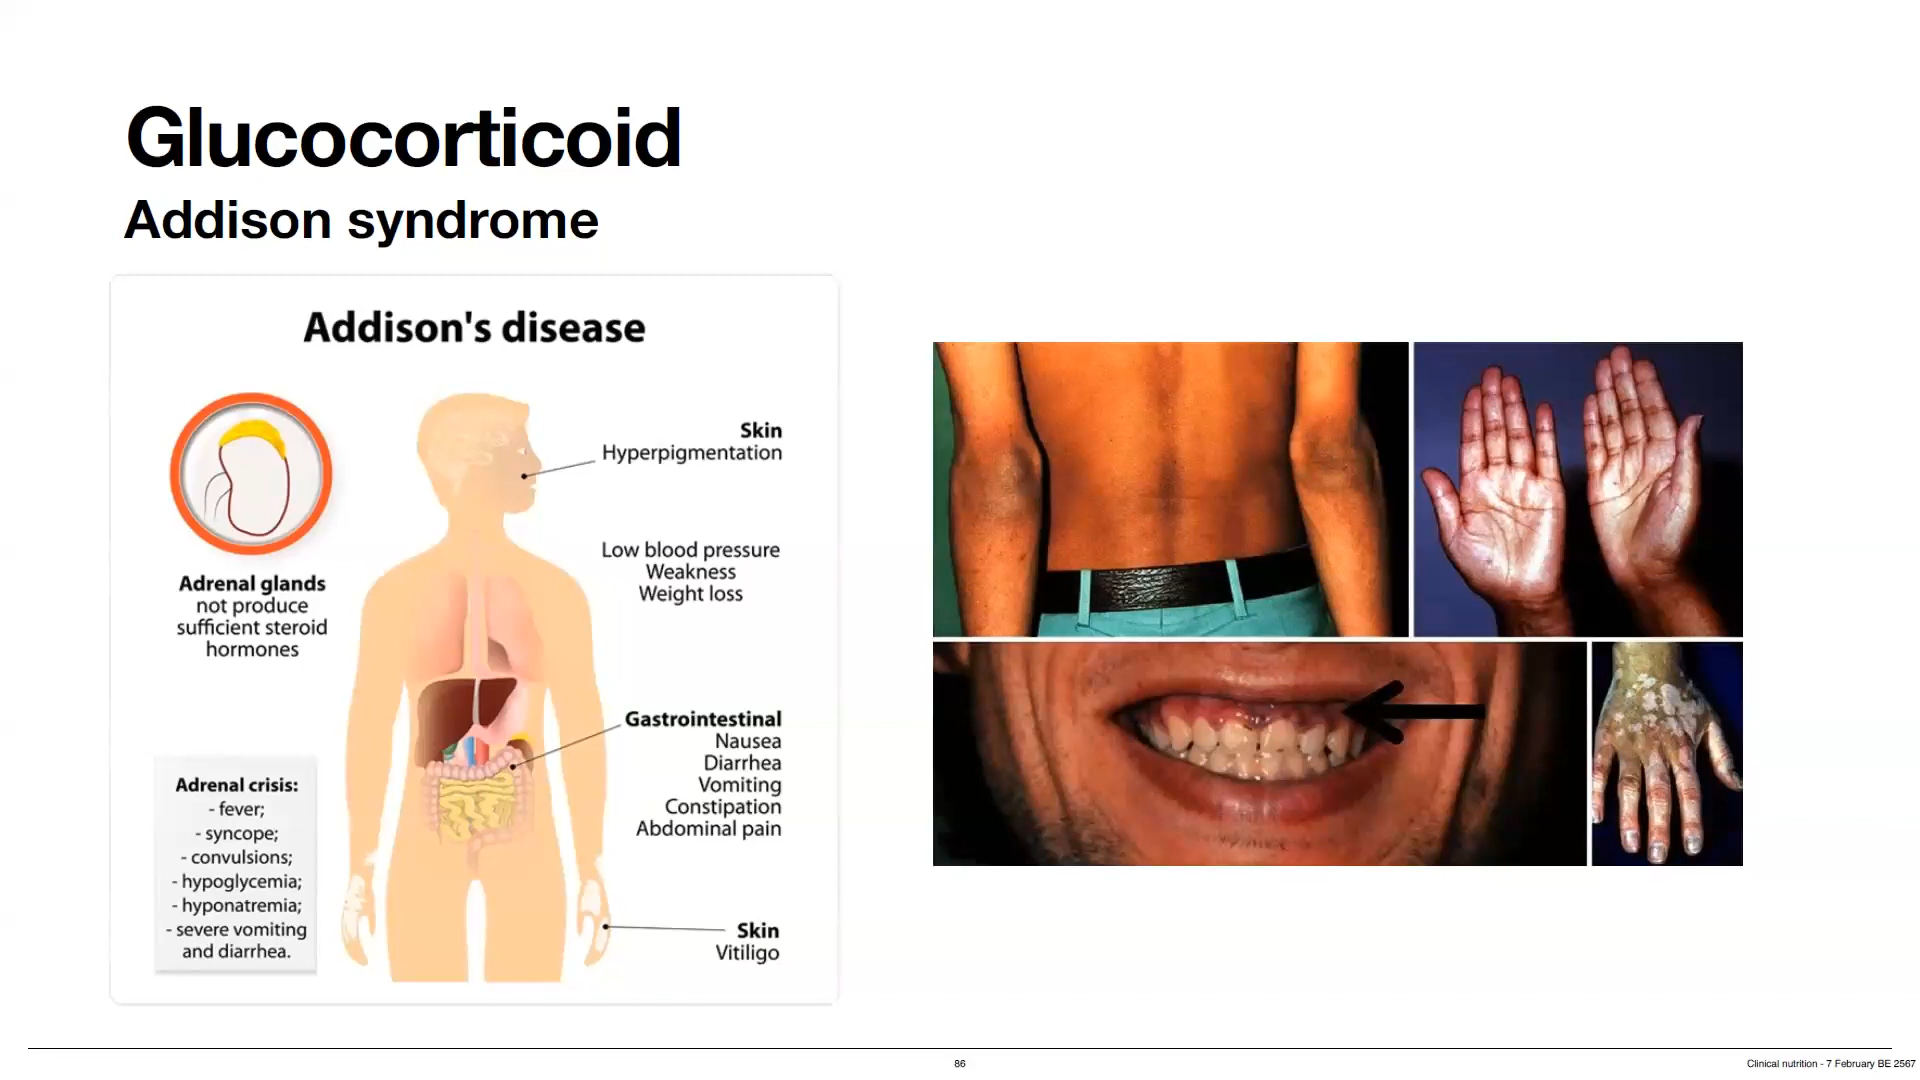 Glucocorticoid
Addison syndrome
Addison's disease
Skin
Hyperpigmentation
Low blood pressure
Weakness
Weight loss
Adrenal glands
not produce
sufficient steroid
hormones
Gastrointestinal
Nausea
Diarrhea
Vomiting
Constipation
Abdominal pain
Adrenal crisis:
- fever;
- syncope;
- convulsions;
- hypoglycemia;
- hyponatremia;
- severe vomiting
and diarrhea.
Skin
Vitiligo
86
Clinical nutrition - 7 February BE 2567